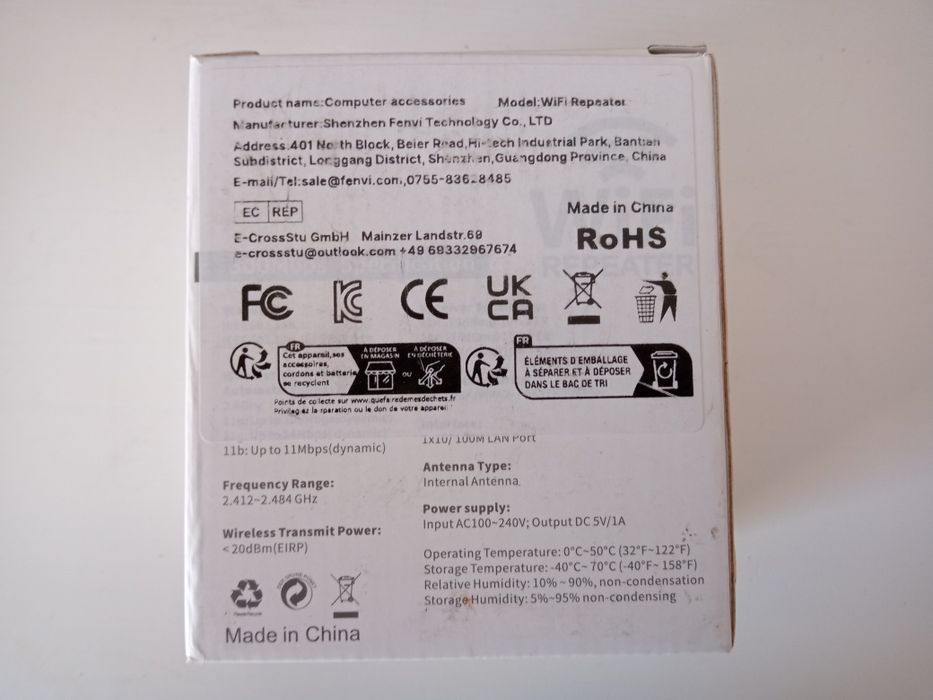 Product name:Computer accessories Model:WiFi Repeater
Manufacturer:Shenzhen Fenvi Technology Co., LTD
Address:401 North Block, Beier Road,Hi-tech Industrial Park, Bantian
Subdistrict, Longgang District, Shenzhen,Guangdong Province, China
E-mail/Tel:sale@fenvi.com,0755-836 8485
EC REP
Made in China
E-CrossStu GmbH Mainzer Landstr.69
e-crossstu@outlook.com +49 69332967674
RoHS
WiFi
REPEATER
FC KC CE UK CA
FR
Cet appareil,ses
accessoires,
cordons et batterie
se recyclent
À DÉPOSER
EN MAGASIN
OU
À DÉPOSER
EN DÉCHÈTERIE
Points de collecte sur www.quefairedemesdechets.fr
Privilégiez la réparation ou le don de votre appareil
FR
ÉLÉMENTS D EMBALLAGE
À SÉPARER ET À DÉPOSER
DANS LE BAC DE TRI
11b: Up to 11Mbps(dynamic)
Frequency Range:
2.412~2.484 GHz
Wireless Transmit Power:
< 20dBm(EIRP)
1X10/ 100M LAN Port
Antenna Type:
Internal Antenna
Power supply:
Input AC100~240V; Output DC 5V/1A
Operating Temperature: 0°C~50°C (32°F~122°F)
Storage Temperature: -40°C~ 70°C (-40°F~ 158°F)
Relative Humidity: 10% ~ 90%, non-condensation
Storage Humidity: 5%~95% non-condensing
Made in China